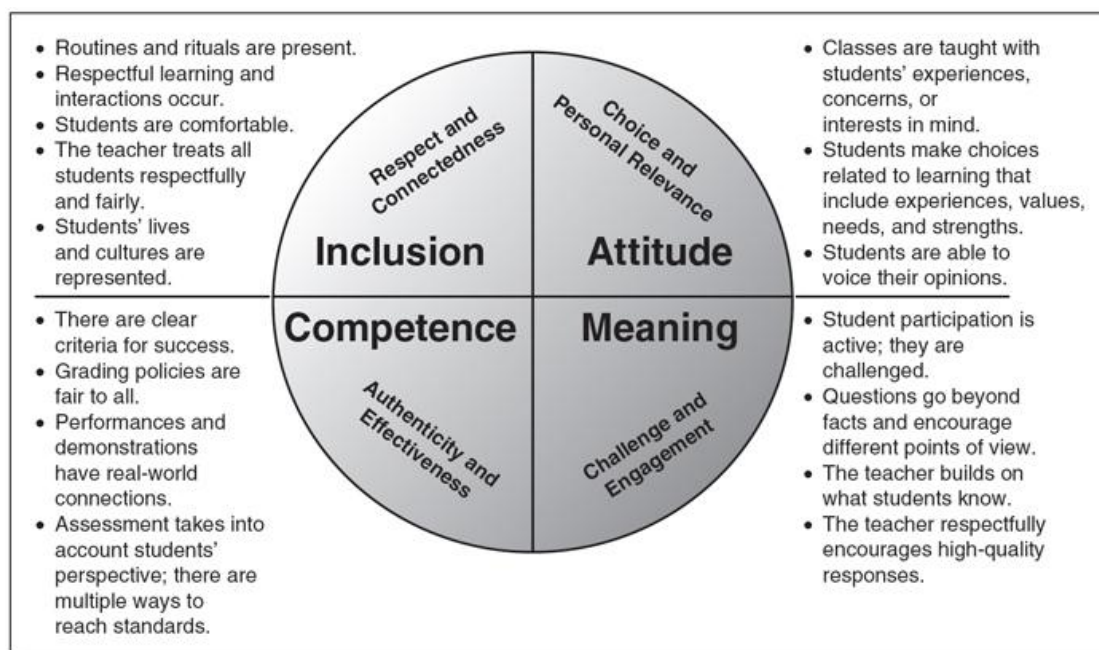 • Routines and rituals are present.
• Respectful learning and
interactions occur.
• Students are comfortable.
• The teacher treats all
students respectfully
and fairly.
• Students’ lives
and cultures are
represented.
Respect and
Connectedness
Inclusion
Choice and
Personal Relevance
Attitude
• Classes are taught with
students’ experiences,
concerns, or
interests in mind.
• Students make choices
related to learning that
include experiences, values,
needs, and strengths.
• Students are able to
voice their opinions.
• There are clear
criteria for success.
• Grading policies are
fair to all.
• Performances and
demonstrations
have real-world
connections.
• Assessment takes into
account students’
perspective; there are
multiple ways to
reach standards.
Competence
Authenticity and
Effectiveness
Meaning
Challenge and
Engagement
• Student participation is
active; they are
challenged.
• Questions go beyond
facts and encourage
different points of view.
• The teacher builds on
what students know.
• The teacher respectfully
encourages high-quality
responses.